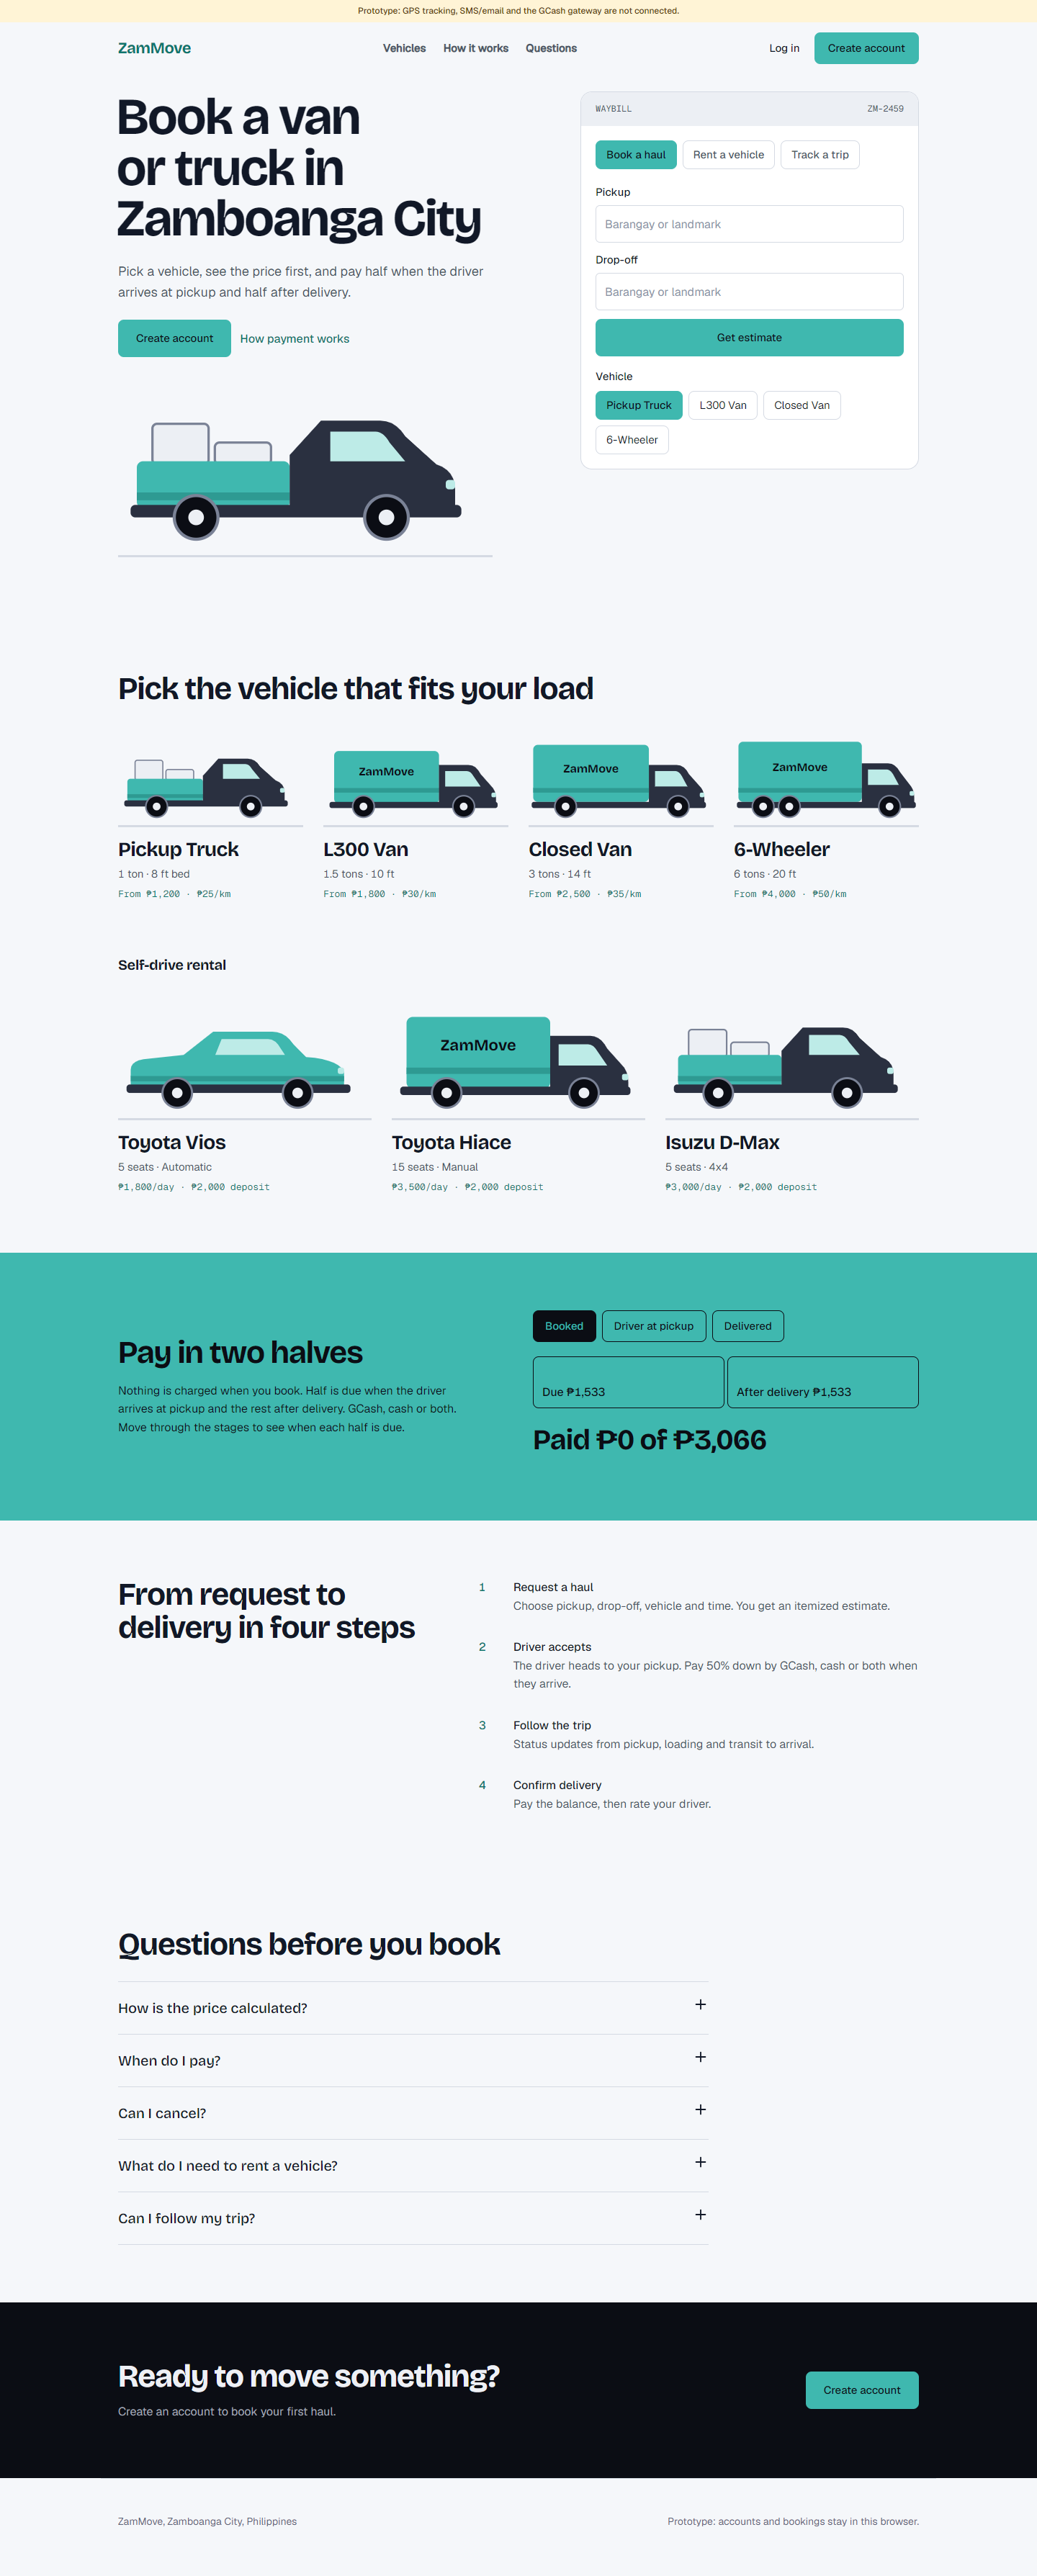 Prototype: GPS tracking, SMS/email and the GCash gateway are not connected.
ZamMove
Vehicles
How it works
Questions
Log in
Create account
Book a van
or truck in
Zamboanga City
Pick a vehicle, see the price first, and pay half when the driver
arrives at pickup and half after delivery.
Create account
How payment works
WAYBILL
ZM-2459
Book a haul
Rent a vehicle
Track a trip
Pickup
Barangay or landmark
Drop-off
Barangay or landmark
Get estimate
Vehicle
Pickup Truck
L300 Van
Closed Van
6-Wheeler
Pick the vehicle that fits your load
ZamMove
ZamMove
ZamMove
Pickup Truck
1 ton · 8 ft bed
From ₱1,200 · ₱25/km
L300 Van
1.5 tons · 10 ft
From ₱1,800 · ₱30/km
Closed Van
3 tons · 14 ft
From ₱2,500 · ₱35/km
6-Wheeler
6 tons · 20 ft
From ₱4,000 · ₱50/km
Self-drive rental
ZamMove
Toyota Vios
5 seats · Automatic
₱1,800/day · ₱2,000 deposit
Toyota Hiace
15 seats · Manual
₱3,500/day · ₱2,000 deposit
Isuzu D-Max
5 seats · 4x4
₱3,000/day · ₱2,000 deposit
Pay in two halves
Nothing is charged when you book. Half is due when the driver
arrives at pickup and the rest after delivery. GCash, cash or both.
Move through the stages to see when each half is due.
Booked
Driver at pickup
Delivered
Due ₱1,533
After delivery ₱1,533
Paid ₱0 of ₱3,066
From request to
delivery in four steps
1
Request a haul
Choose pickup, drop-off, vehicle and time. You get an itemized estimate.
2
Driver accepts
The driver heads to your pickup. Pay 50% down by GCash, cash or both when
they arrive.
3
Follow the trip
Status updates from pickup, loading and transit to arrival.
4
Confirm delivery
Pay the balance, then rate your driver.
Questions before you book
How is the price calculated?
When do I pay?
Can I cancel?
What do I need to rent a vehicle?
Can I follow my trip?
Ready to move something?
Create an account to book your first haul.
Create account
ZamMove, Zamboanga City, Philippines
Prototype: accounts and bookings stay in this browser.